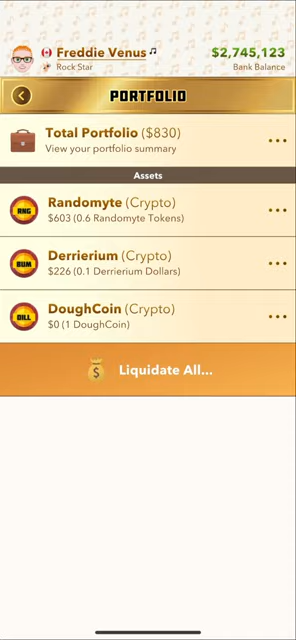 Freddie Venus
$2,745,123
Rock Star
Bank Balance
PORTFOLIO
Total Portfolio ($830)
View your portfolio summary
Assets
RNG
Randomyte (Crypto)
$603 (0.6 Randomyte Tokens)
BUM
Derrierium (Crypto)
$226 (0.1 Derrierium Dollars)
DILL
DoughCoin (Crypto)
$0 (1 DoughCoin)
$
Liquidate All...